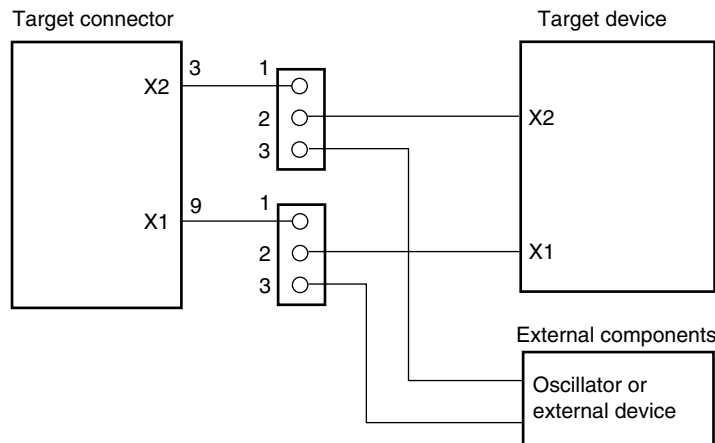 Target connector
Target device
X2
3
1
2
3
X2
X1
9
1
2
3
X1
External components
Oscillator or
external device